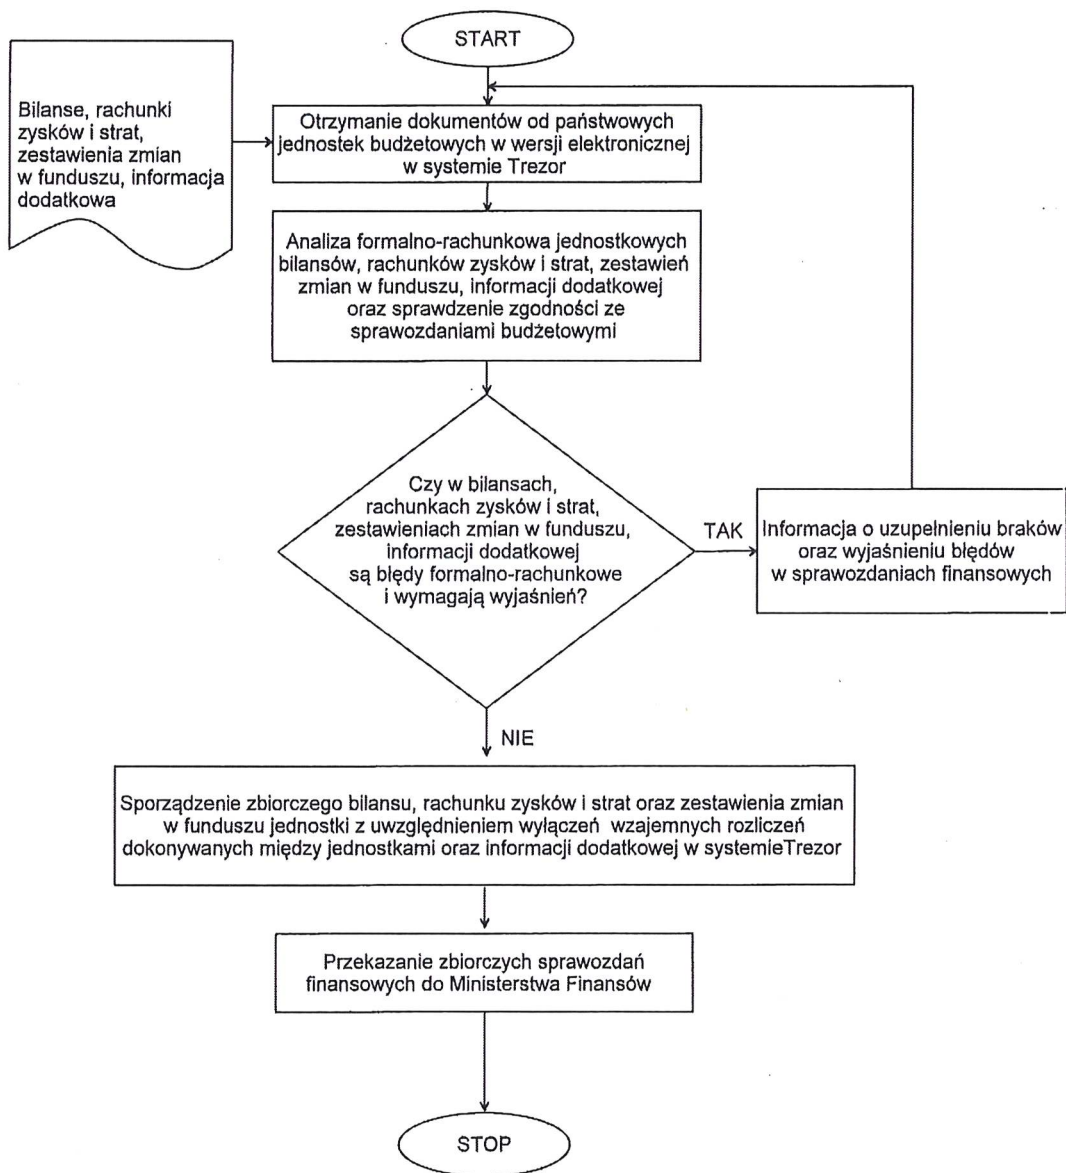 START
Bilanse, rachunki
zysków i strat,
zestawienia zmian
w funduszu, informacja
dodatkowa
Otrzymanie dokumentów od państwowych
jednostek budżetowych w wersji elektronicznej
w systemie Trezor
Analiza formalno-rachunkowa jednostkowych
bilansów, rachunków zysków i strat, zestawień
zmian w funduszu, informacji dodatkowej
oraz sprawdzenie zgodności ze
sprawozdaniami budżetowymi
Czy w bilansach,
rachunkach zysków i strat,
zestawieniach zmian w funduszu,
informacji dodatkowej
są błędy formalno-rachunkowe
i wymagają wyjaśnień?
TAK
Informacja o uzupełnieniu braków
oraz wyjaśnieniu błędów
w sprawozdaniach finansowych
NIE
Sporządzenie zbiorczego bilansu, rachunku zysków i strat oraz zestawienia zmian
w funduszu jednostki z uwzględnieniem wyłączeń wzajemnych rozliczeń
dokonywanych między jednostkami oraz informacji dodatkowej w systemieTrezor
Przekazanie zbiorczych sprawozdań
finansowych do Ministerstwa Finansów
STOP